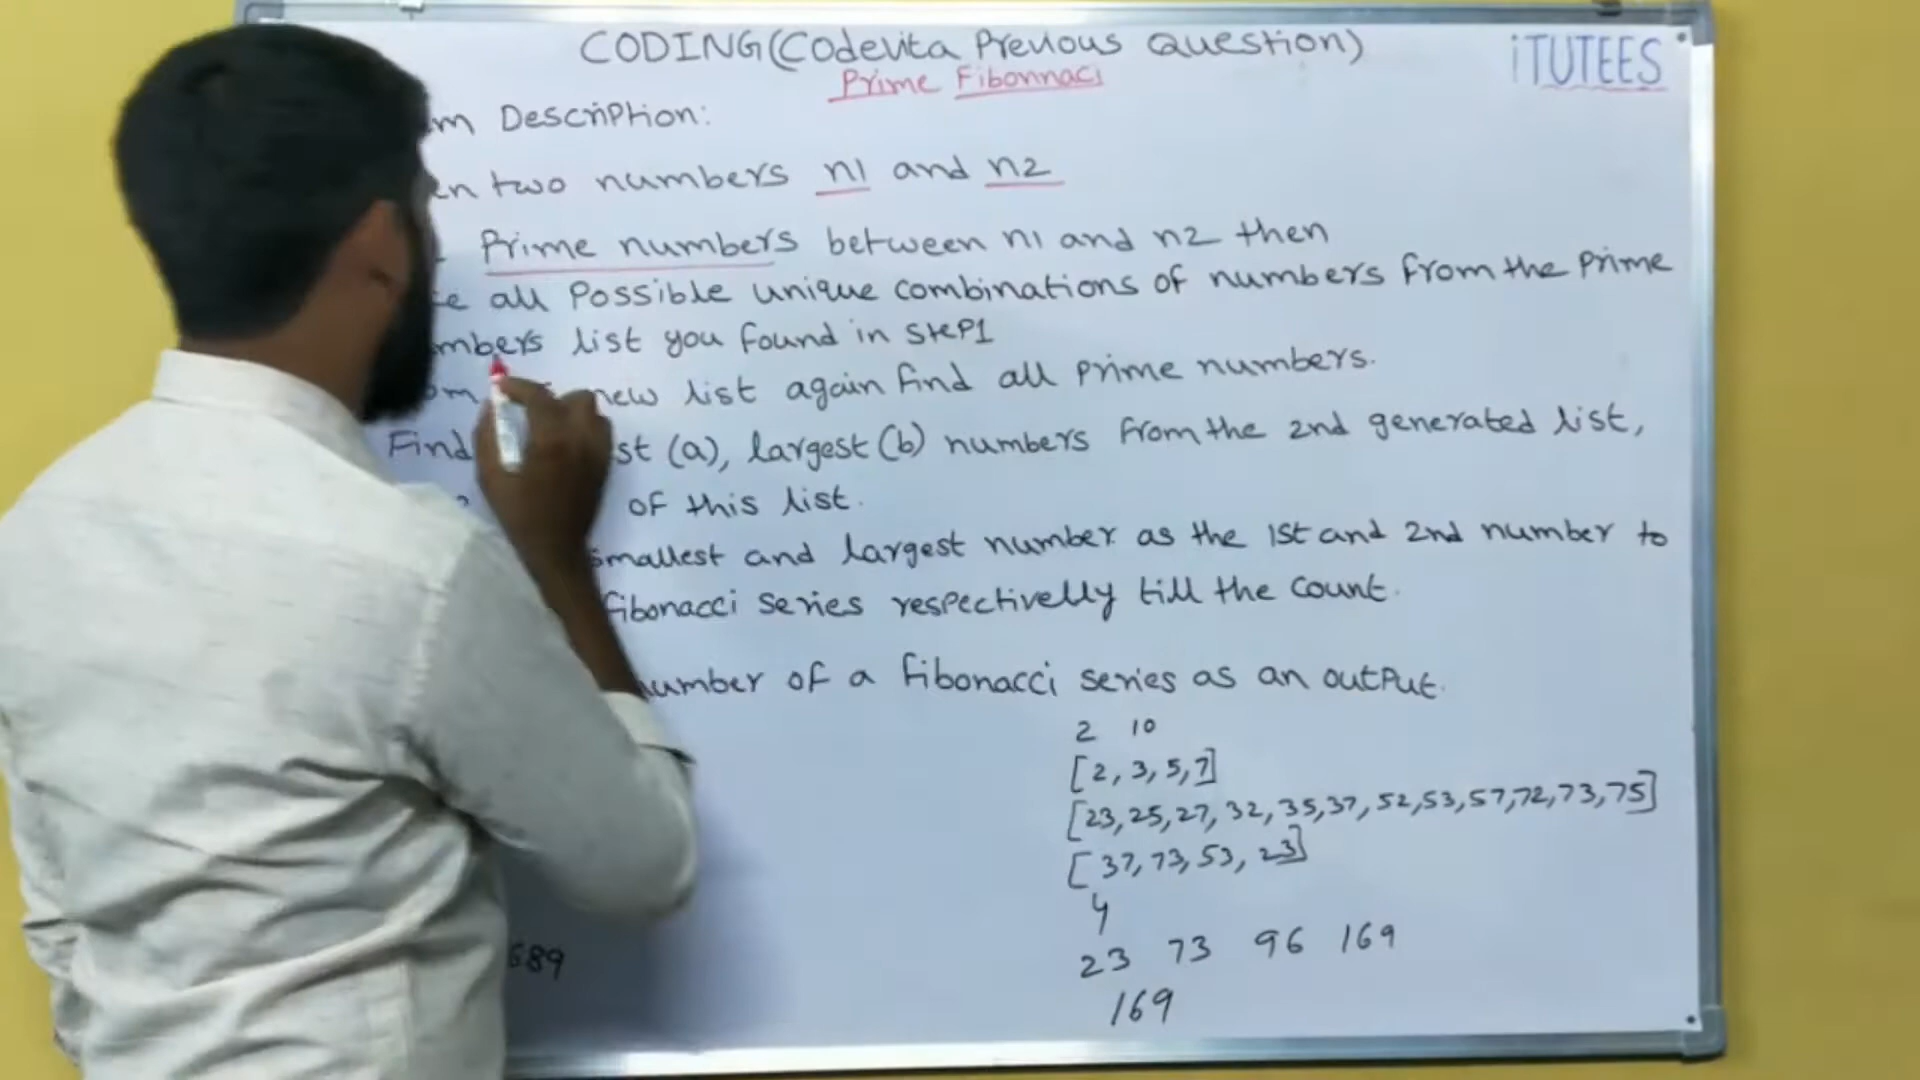 CODING(Codevita Previous Question)
iTUTEES
Prime Fibonnaci
Description:
two numbers n1 and n2
Prime numbers between n1 and n2 then
all Possible unique combinations of numbers from the prime
list you found in Step1
new list again find all prime numbers.
Find (a), largest (b) numbers from the 2nd generated list,
of this list.
smallest and largest number as the 1st and 2nd number to
fibonacci series respectivelly till the count.
number of a fibonacci series as an output.
2 10
[2, 3, 5, 7]
[23, 25, 27, 32, 35, 37, 52, 53, 57, 72, 73, 75]
[37, 73, 53, 23]
4
23 73 96 169
689
169